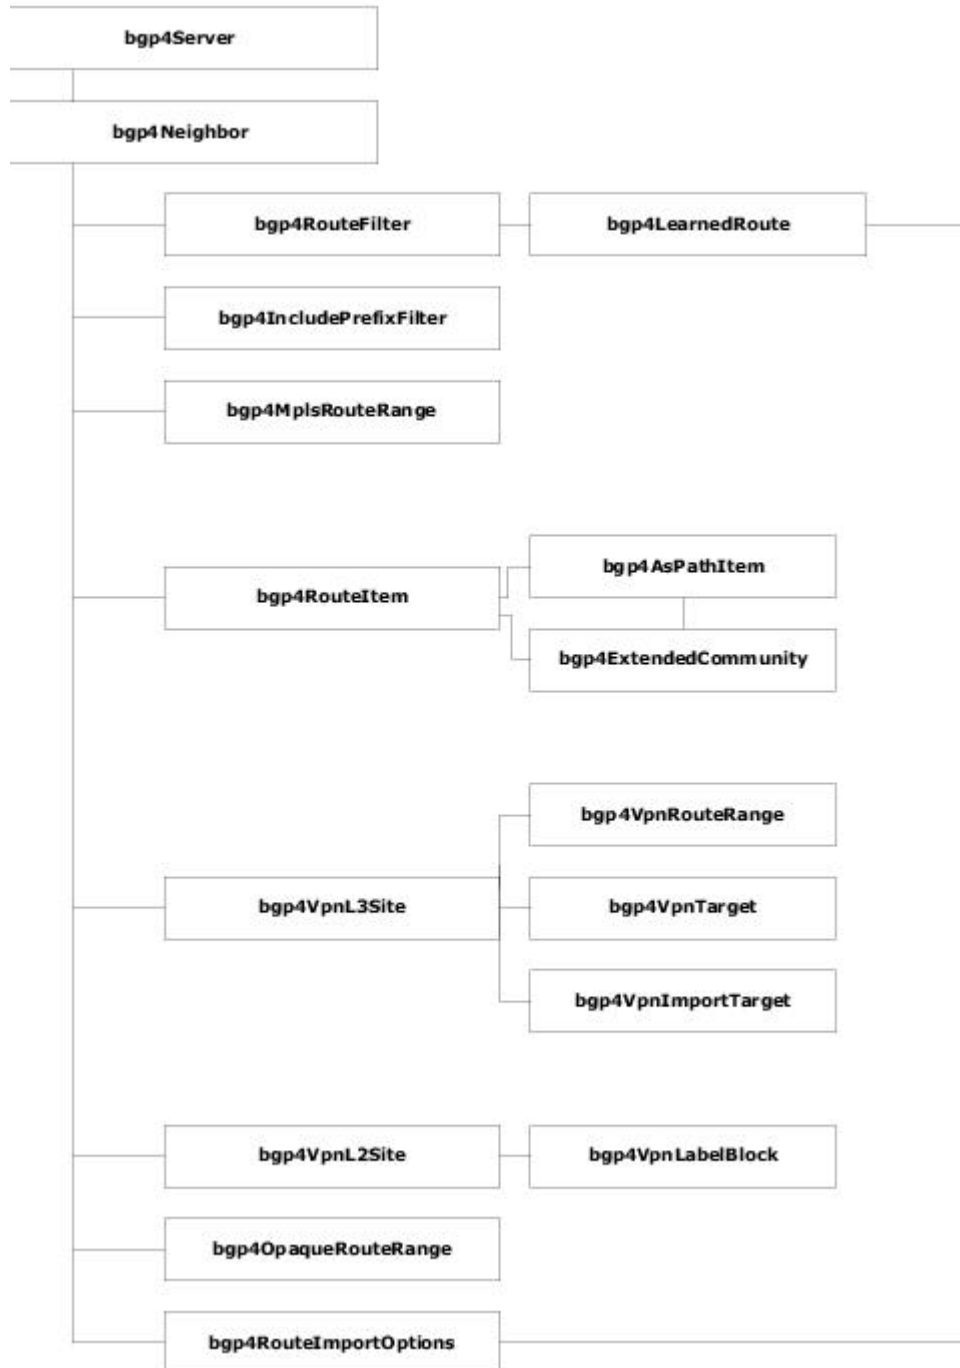 bgp4Server
bgp4Neighbor
bgp4RouteFilter
bgp4LearnedRoute
bgp4IncludePrefixFilter
bgp4MplsRouteRange
bgp4AsPathItem
bgp4RouteItem
bgp4ExtendedCommunity
bgp4VpnRouteRange
bgp4VpnL3Site
bgp4VpnTarget
bgp4VpnImportTarget
bgp4VpnL2Site
bgp4VpnLabelBlock
bgp4OpaqueRouteRange
bgp4RouteImportOptions